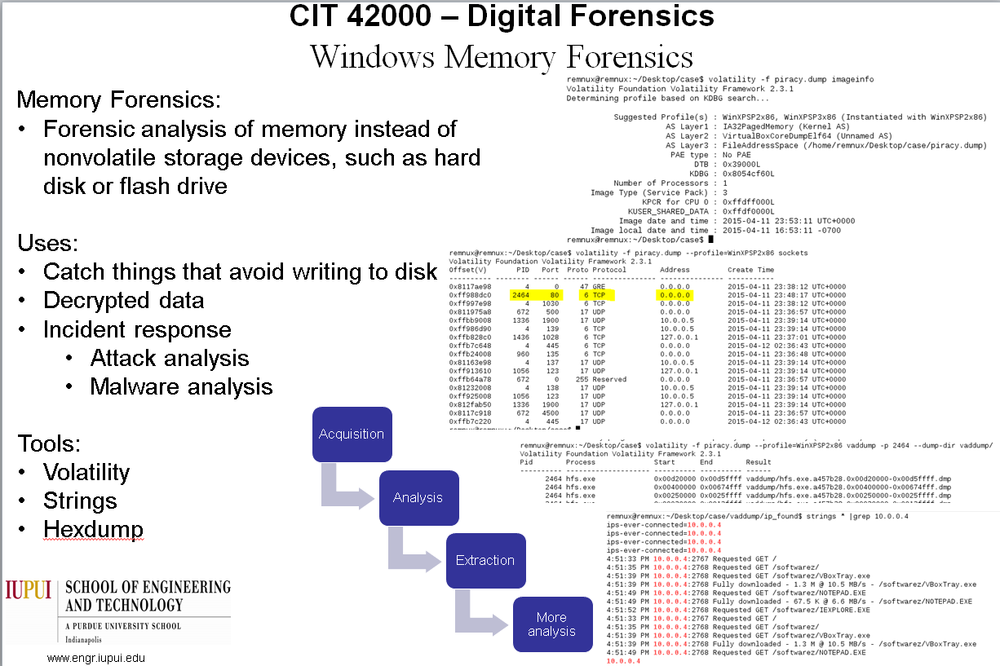 CIT 42000 – Digital Forensics
Windows Memory Forensics
Memory Forensics:
• Forensic analysis of memory instead of
nonvolatile storage devices, such as hard
disk or flash drive
Uses:
• Catch things that avoid writing to disk
• Decrypted data
• Incident response
• Attack analysis
• Malware analysis
Tools:
• Volatility
• Strings
• Hexdump
IUPUI
SCHOOL OF ENGINEERING
AND TECHNOLOGY
A PURDUE UNIVERSITY SCHOOL
Indianapolis
www.engr.iupui.edu
Acquisition
Analysis
Extraction
More
analysis
remnux@remnux:~/Desktop/case$ volatility -f piracy.dump imageinfo
Volatility Foundation Volatility Framework 2.3.1
Determining profile based on KDBG search...
Suggested Profile(s) : WinXPSP2x86, WinXPSP3x86 (Instantiated with WinXPSP2x86)
AS Layer1 : IA32PagedMemory (Kernel AS)
AS Layer2 : VirtualBoxCoreDumpElf64 (Unnamed AS)
AS Layer3 : FileAddressSpace (/home/remnux/Desktop/case/piracy.dump)
PAE type : No PAE
DTB : 0x39000L
KDBG : 0x8054cf60L
Number of Processors : 1
Image Type (Service Pack) : 3
KPCR for CPU 0 : 0xffdff000L
KUSER_SHARED_DATA : 0xffdf0000L
Image date and time : 2015-04-11 23:53:11 UTC+0000
Image local date and time : 2015-04-11 16:53:11 -0700
remnux@remnux:~/Desktop/case$
remnux@remnux:~/Desktop/case$ volatility -f piracy.dump --profile=WinXPSP2x86 sockets
Volatility Foundation Volatility Framework 2.3.1
Offset(V) PID Port Proto Protocol Address Create Time
0x8117ae98 4 0 47 GRE 0.0.0.0 2015-04-11 23:38:12 UTC+0000
0xff988dc0 2464 80 6 TCP 0.0.0.0 2015-04-11 23:48:17 UTC+0000
0xff997e98 4 1030 6 TCP 0.0.0.0 2015-04-11 23:38:12 UTC+0000
0x811975a8 672 500 17 UDP 0.0.0.0 2015-04-11 23:36:57 UTC+0000
0xffbb9008 1336 1900 17 UDP 10.0.0.5 2015-04-11 23:39:14 UTC+0000
0xff986d90 4 139 6 TCP 10.0.0.5 2015-04-11 23:39:14 UTC+0000
0xffb828c0 1436 1028 6 TCP 127.0.0.1 2015-04-11 23:37:01 UTC+0000
0xffb7c648 4 445 6 TCP 0.0.0.0 2015-04-12 02:36:43 UTC+0000
0xffb24008 960 135 6 TCP 0.0.0.0 2015-04-11 23:36:48 UTC+0000
0x81163e98 4 137 17 UDP 10.0.0.5 2015-04-11 23:39:14 UTC+0000
0xff913610 1056 123 17 UDP 127.0.0.1 2015-04-11 23:39:14 UTC+0000
0xffb64a78 672 0 255 Reserved 0.0.0.0 2015-04-11 23:36:57 UTC+0000
0x81232008 4 138 17 UDP 10.0.0.5 2015-04-11 23:39:14 UTC+0000
0xff925008 1056 123 17 UDP 10.0.0.5 2015-04-11 23:39:14 UTC+0000
0x812fab50 1336 1900 17 UDP 127.0.0.1 2015-04-11 23:39:14 UTC+0000
0x8117c918 672 4500 17 UDP 0.0.0.0 2015-04-11 23:36:57 UTC+0000
0xffb7c220 4 445 17 UDP 0.0.0.0 2015-04-12 02:36:43 UTC+0000
remnux@remnux:~/Desktop/case$ volatility -f piracy.dump --profile=WinXPSP2x86 vaddump -p 2464 --dump-dir vaddump/
Volatility Foundation Volatility Framework 2.3.1
Pid Process Start End Result
2464 hfs.exe 0x00d20000 0x00d5ffff vaddump/hfs.exe.a457b28.0x00d20000-0x00d5ffff.dmp
2464 hfs.exe 0x00400000 0x00674fff vaddump/hfs.exe.a457b28.0x00400000-0x00674fff.dmp
2464 hfs.exe 0x00250000 0x0025ffff vaddump/hfs.exe.a457b28.0x00250000-0x0025ffff.dmp
remnux@remnux:~/Desktop/case/vaddump/ip_found$ strings * |grep 10.0.0.4
ips-ever-connected=10.0.0.4
ips-ever-connected=10.0.0.4
ips-ever-connected=10.0.0.4
ips-ever-connected=10.0.0.4
4:51:33 PM 10.0.0.4:2767 Requested GET /
4:51:35 PM 10.0.0.4:2768 Requested GET /softwarez/
4:51:39 PM 10.0.0.4:2768 Requested GET /softwarez/VBoxTray.exe
4:51:39 PM 10.0.0.4:2768 Fully downloaded - 1.3 M @ 10.5 MB/s - /softwarez/VBoxTray.exe
4:51:49 PM 10.0.0.4:2768 Requested GET /softwarez/NOTEPAD.EXE
4:51:49 PM 10.0.0.4:2768 Fully downloaded - 67.5 K @ 6.6 MB/s - /softwarez/NOTEPAD.EXE
4:51:52 PM 10.0.0.4:2768 Requested GET /softwarez/IEXPLORE.EXE
4:51:33 PM 10.0.0.4:2767 Requested GET /
4:51:35 PM 10.0.0.4:2768 Requested GET /softwarez/
4:51:39 PM 10.0.0.4:2768 Requested GET /softwarez/VBoxTray.exe
4:51:39 PM 10.0.0.4:2768 Fully downloaded - 1.3 M @ 10.5 MB/s - /softwarez/VBoxTray.exe
4:51:49 PM 10.0.0.4:2768 Requested GET /softwarez/NOTEPAD.EXE
10.0.0.4